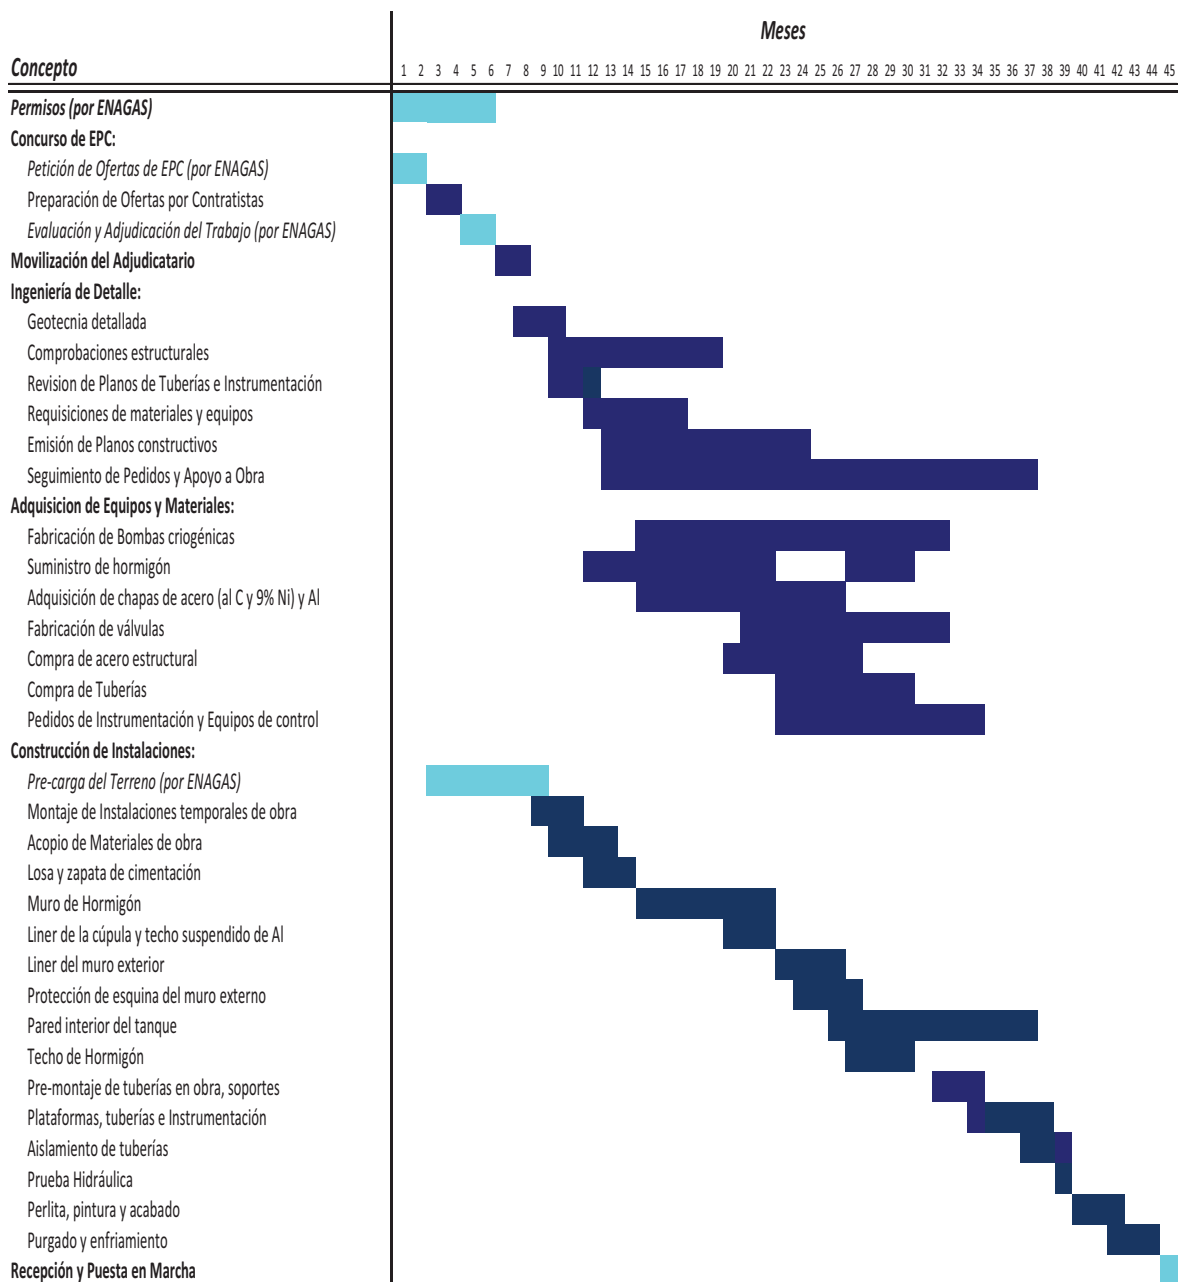 Meses
Concepto 1 2 3 4 5 6 7 8 9 10 11 12 13 14 15 16 17 18 19 20 21 22 23 24 25 26 27 28 29 30 31 32 33 34 35 36 37 38 39 40 41 42 43 44 45
Permisos (por ENAGAS)
Concurso de EPC:
Petición de Ofertas de EPC (por ENAGAS)
Preparación de Ofertas por Contratistas
Evaluación y Adjudicación del Trabajo (por ENAGAS)
Movilización del Adjudicatario
Ingeniería de Detalle:
Geotecnia detallada
Comprobaciones estructurales
Revision de Planos de Tuberías e Instrumentación
Requisiciones de materiales y equipos
Emisión de Planos constructivos
Seguimiento de Pedidos y Apoyo a Obra
Adquisicion de Equipos y Materiales:
Fabricación de Bombas criogénicas
Suministro de hormigón
Adquisición de chapas de acero (al C y 9% Ni) y Al
Fabricación de válvulas
Compra de acero estructural
Compra de Tuberías
Pedidos de Instrumentación y Equipos de control
Construcción de Instalaciones:
Pre-carga del Terreno (por ENAGAS)
Montaje de Instalaciones temporales de obra
Acopio de Materiales de obra
Losa y zapata de cimentación
Muro de Hormigón
Liner de la cúpula y techo suspendido de Al
Liner del muro exterior
Protección de esquina del muro externo
Pared interior del tanque
Techo de Hormigón
Pre-montaje de tuberías en obra, soportes
Plataformas, tuberías e Instrumentación
Aislamiento de tuberías
Prueba Hidráulica
Perlita, pintura y acabado
Purgado y enfriamiento
Recepción y Puesta en Marcha